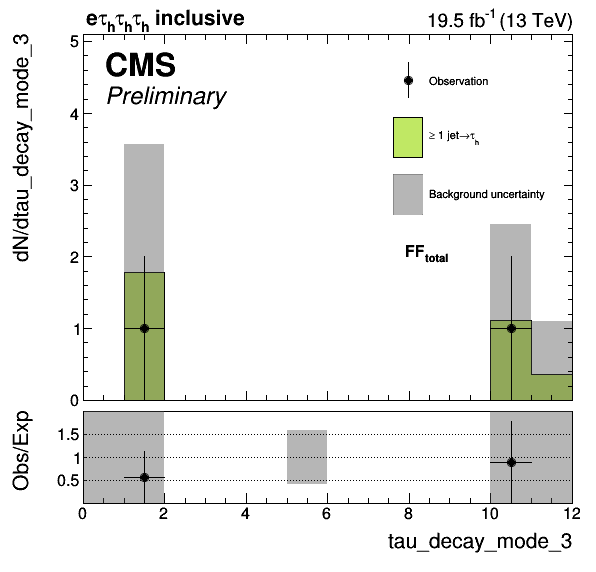 eτhτhτh inclusive
19.5 fb-1 (13 TeV)
CMS
Preliminary
Observation
≥ 1 jet→τh
Background uncertainty
FFtotal
dN/dtau_decay_mode_3
5
4
3
2
1
0
Obs/Exp
1.5
1
0.5
0 2 4 6 8 10 12
tau_decay_mode_3